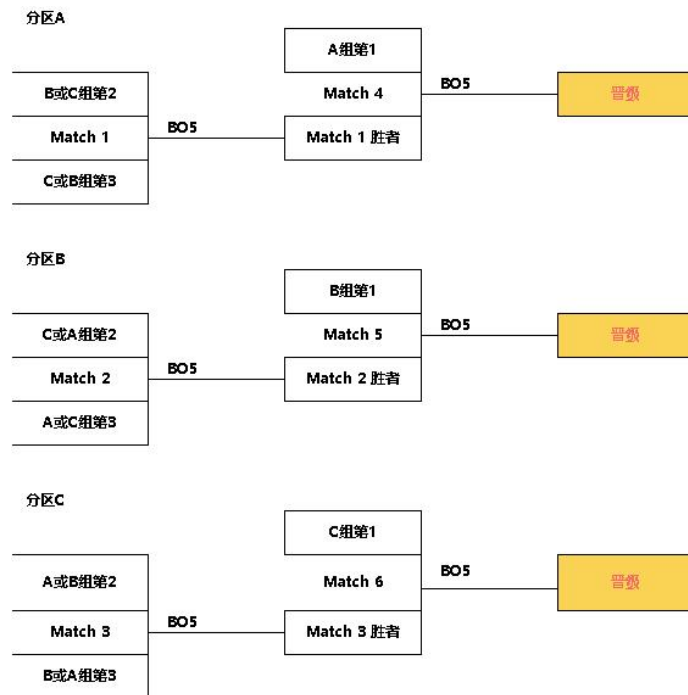 分区A
A组第1
B或C组第2
Match 4
BO5
晋级
Match 1
BO5
Match 1 胜者
C或B组第3
分区B
B组第1
C或A组第2
Match 5
BO5
晋级
Match 2
BO5
Match 2 胜者
A或C组第3
分区C
C组第1
A或B组第2
Match 6
BO5
晋级
Match 3
BO5
Match 3 胜者
B或A组第3